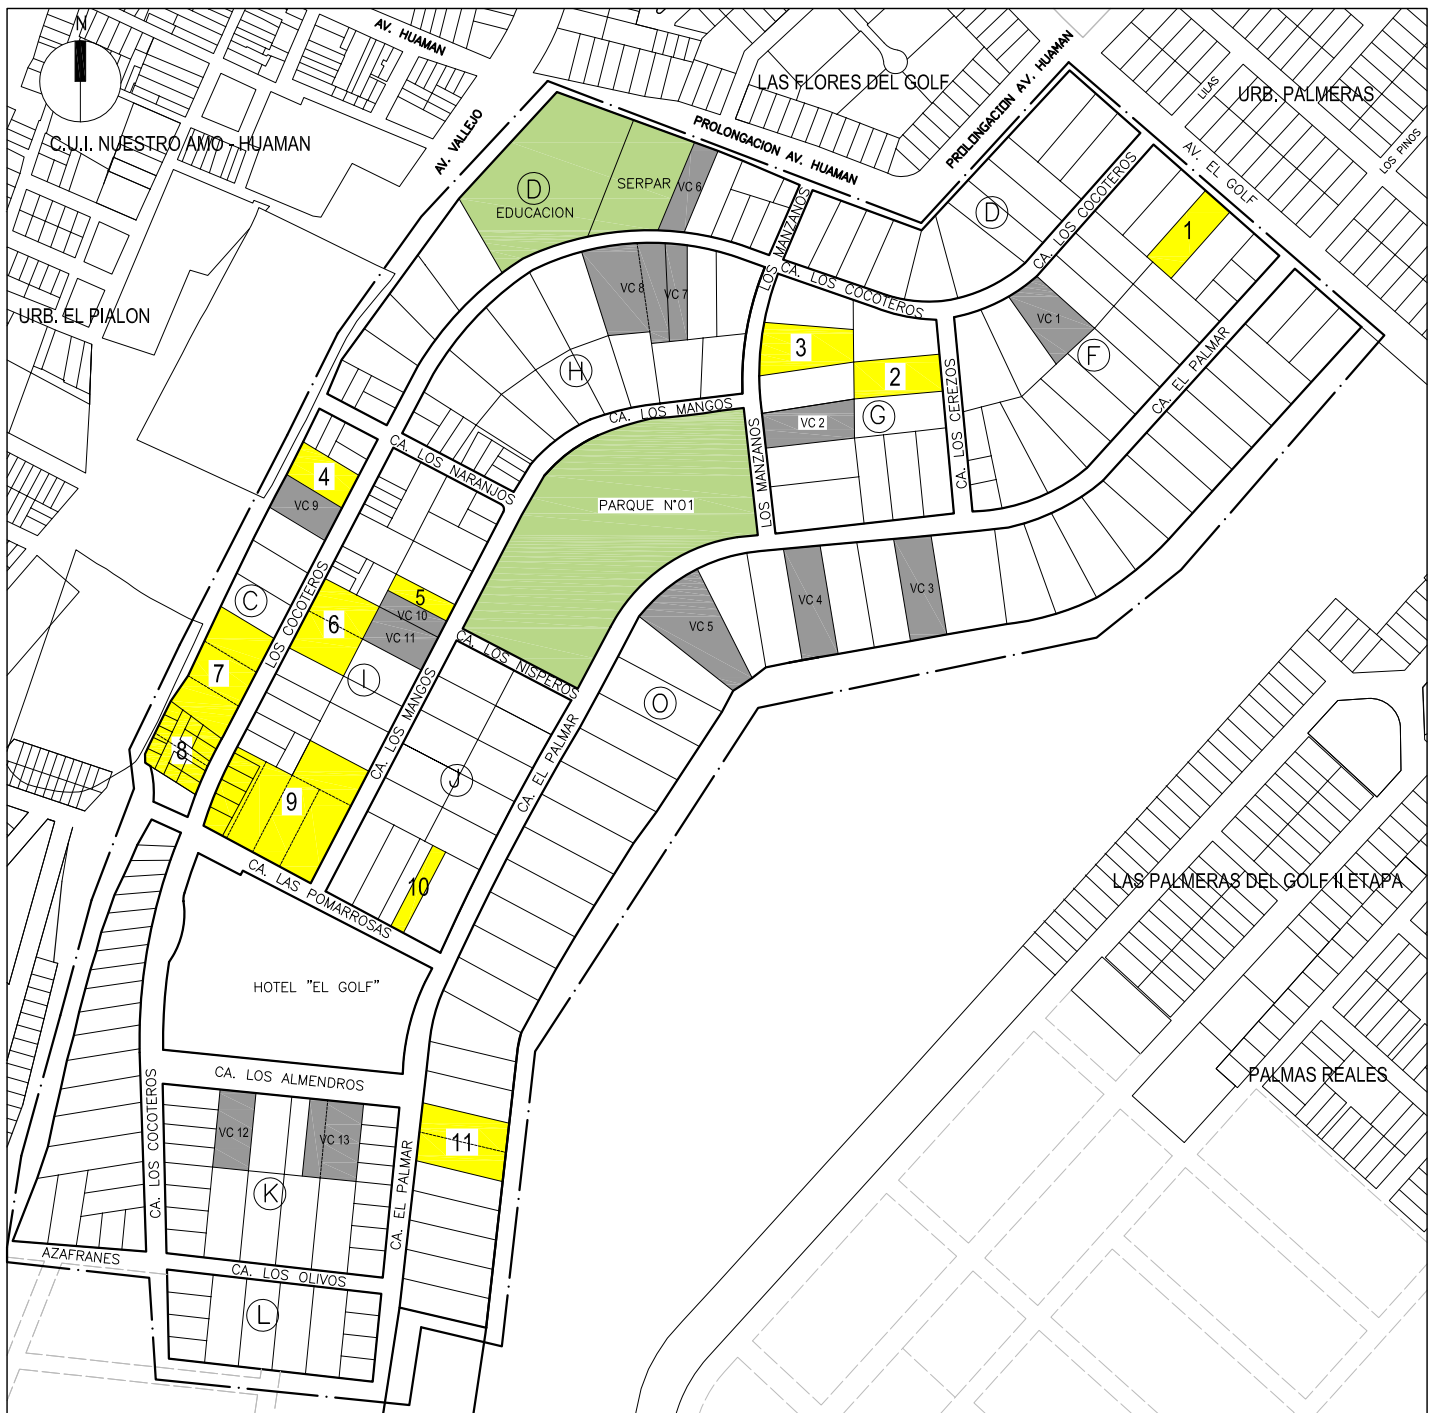 N
AV. HUAMAN
C.U.I. NUESTRO AMO - HUAMAN
AV. VALLEJO
LAS FLORES DEL GOLF
PROLONGACION AV. HUAMAN
PROLONGACION AV. HUAMAN
LILAS
URB. PALMERAS
LOS PINOS
AV. EL GOLF
D
EDUCACION
SERPAR
VC 6
LOS MANZANOS
D
CA. LOS COCOTEROS
1
URB. EL PIALON
VC 8
VC 7
LOS MANZANOS
CA. LOS COCOTEROS
VC 1
F
CA. EL PALMAR
3
2
H
CA. LOS MANGOS
VC 2
G
CA. LOS CEREZOS
LOS MANZANOS
CA. LOS NARANJOS
4
VC 9
PARQUE N°01
C
LOS COCOTEROS
5
VC 10
VC 11
6
I
CA. LOS NISPEROS
VC 5
VC 4
VC 3
7
8
CA. LOS MANGOS
O
CA. EL PALMAR
J
9
10
CA. LAS POMARROSAS
LAS PALMERAS DEL GOLF II ETAPA
HOTEL "EL GOLF"
CA. LOS ALMENDROS
PALMAS REALES
CA. LOS COCOTEROS
VC 12
VC 13
11
K
CA. EL PALMAR
AZAFRANES
CA. LOS OLIVOS
L